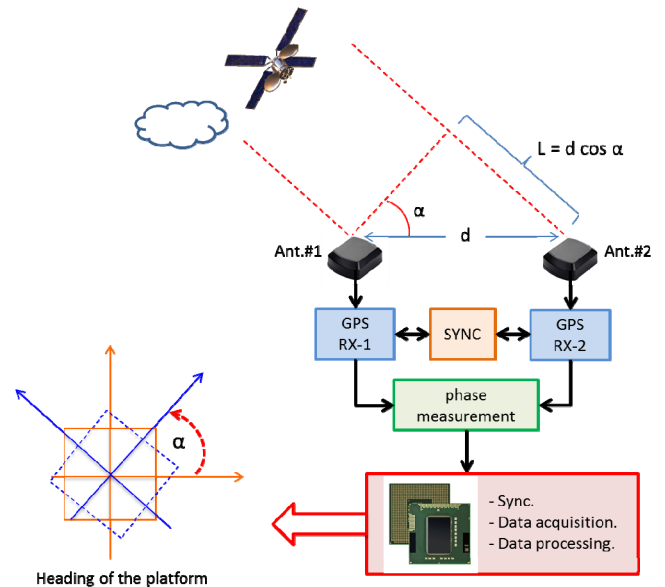 L = d cos α
α
d
Ant.#1
Ant.#2
GPS
RX-1
SYNC
GPS
RX-2
phase
measurement
α
- Sync.
- Data acquisition.
- Data processing.
Heading of the platform